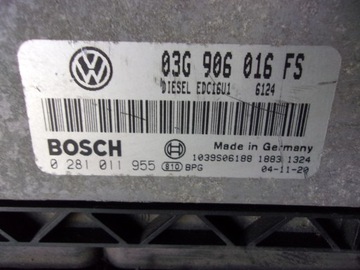 03G 906 016 FS
DIESEL EDC16U1 6124
BOSCH
Made in Germany
0 281 011 955 810 BPG
1039S06188 1883 1324
04-11-20